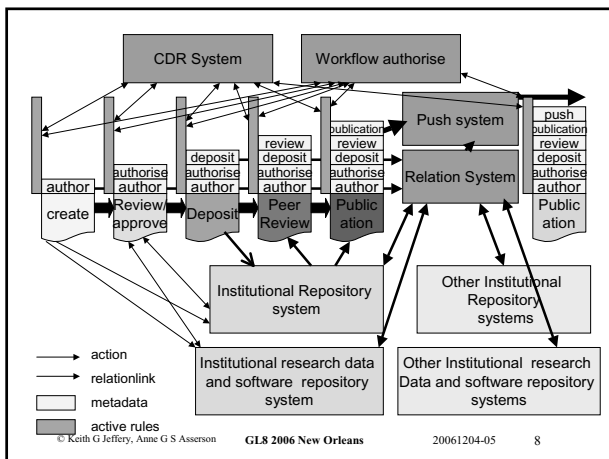 CDR System
Workflow authorise
Push system
Relation System
author
create
authorise
author
Review/
approve
deposit
authorise
author
Deposit
review
deposit
authorise
author
Peer
Review
publication
review
deposit
authorise
author
Public
ation
push
publication
review
deposit
authorise
author
Public
ation
Institutional Repository
system
Other Institutional
Repository
systems
Institutional research data
and software repository
system
Other Institutional research
Data and software repository
systems
action
relationlink
metadata
active rules
© Keith G Jeffery, Anne G S Asserson
GL8 2006 New Orleans
20061204-05
8